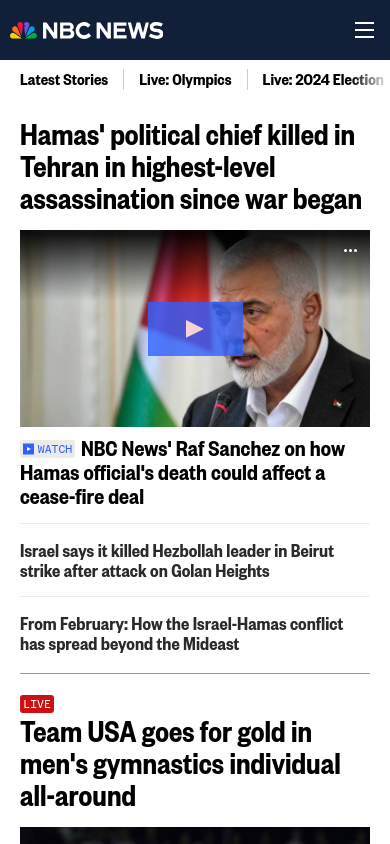 NBC NEWS
Latest Stories
Live: Olympics
Live: 2024 Election
Hamas' political chief killed in
Tehran in highest-level
assassination since war began
WATCH NBC News' Raf Sanchez on how
Hamas official's death could affect a
cease-fire deal
Israel says it killed Hezbollah leader in Beirut
strike after attack on Golan Heights
From February: How the Israel-Hamas conflict
has spread beyond the Mideast
LIVE
Team USA goes for gold in
men's gymnastics individual
all-around